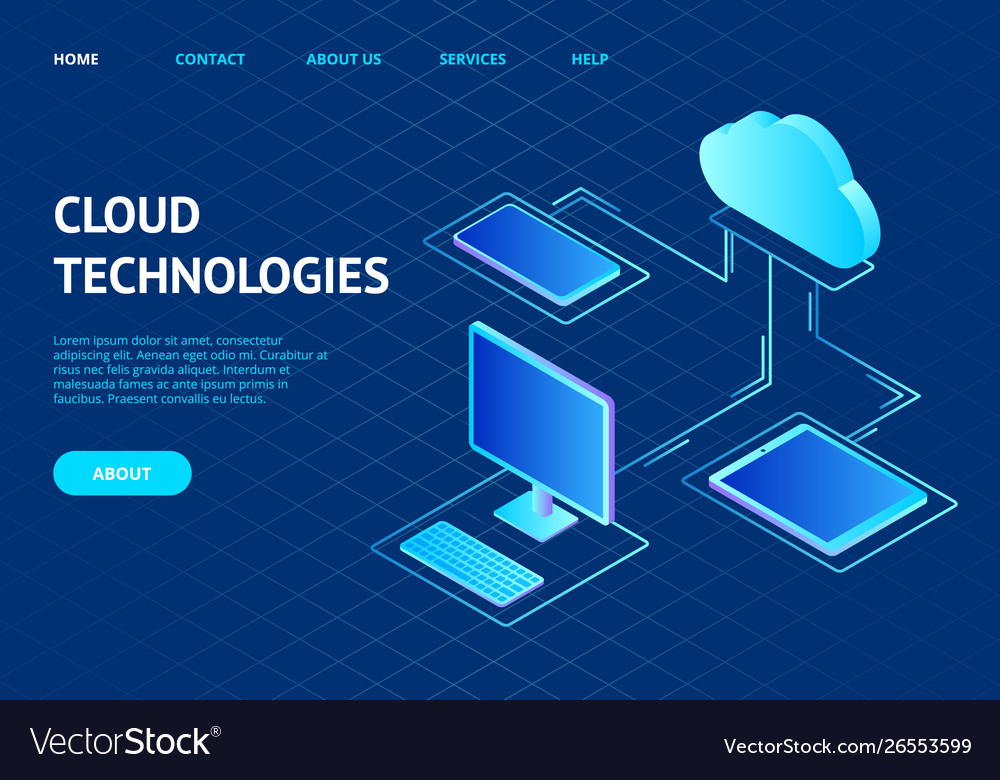 HOME CONTACT ABOUT US SERVICES HELP
CLOUD
TECHNOLOGIES
Lorem ipsum dolor sit amet, consectetur
adipiscing elit. Aenean eget odio mi. Curabitur at
risus nec felis gravida aliquet. Interdum et
malesuada fames ac ante ipsum primis in
faucibus. Praesent convallis eu lectus.
ABOUT
VectorStock®
VectorStock.com/26553599